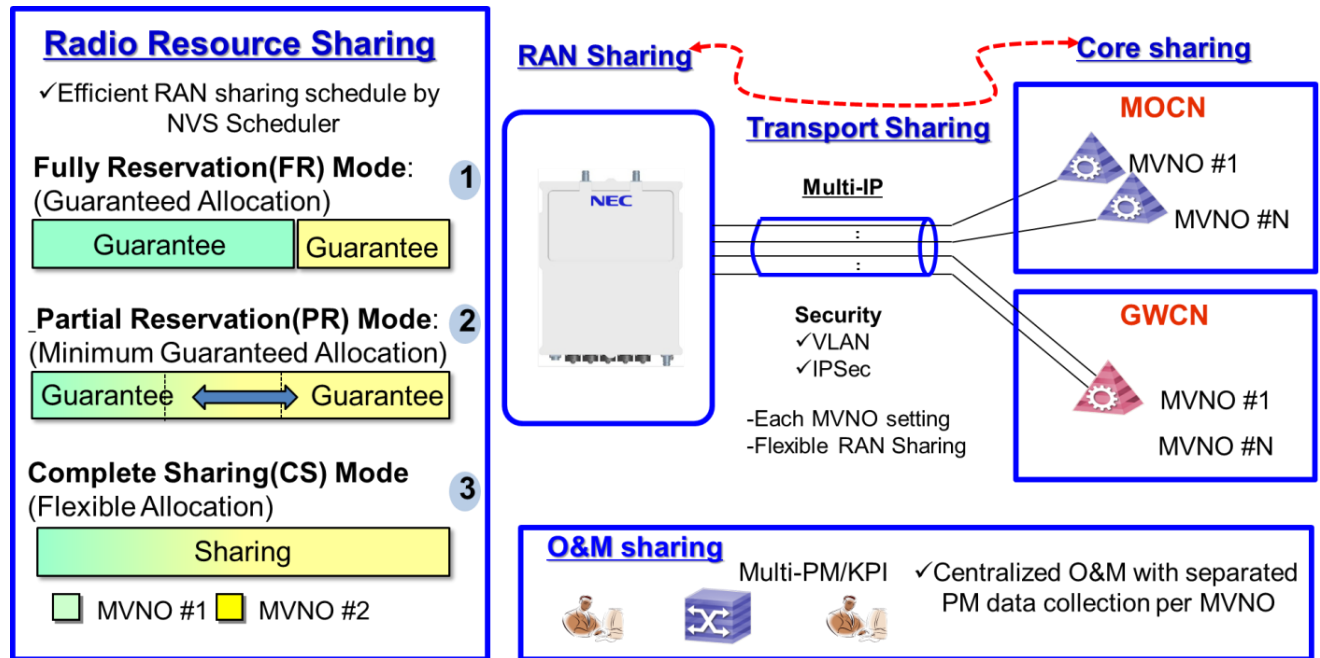 Radio Resource Sharing
✓Efficient RAN sharing schedule by
NVS Scheduler
Fully Reservation(FR) Mode:
1
(Guaranteed Allocation)
Guarantee
Guarantee
_Partial Reservation(PR) Mode:
2
(Minimum Guaranteed Allocation)
Guarantee
Guarantee
Complete Sharing(CS) Mode
3
(Flexible Allocation)
Sharing
MVNO #1
MVNO #2
RAN Sharing
NEC
Transport Sharing
Multi-IP
:
:
Security
✓VLAN
✓IPSec
-Each MVNO setting
-Flexible RAN Sharing
Core sharing
MOCN
MVNO #1
MVNO #N
GWCN
MVNO #1
MVNO #N
O&M sharing
Multi-PM/KPI
✓Centralized O&M with separated
PM data collection per MVNO